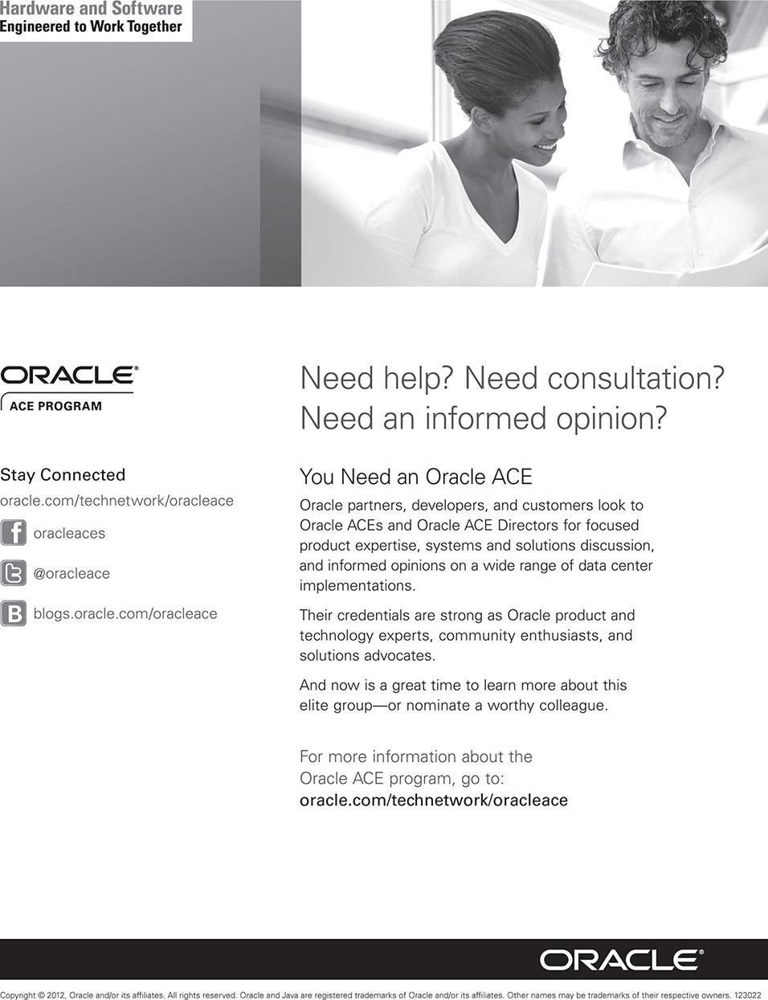 Hardware and Software
Engineered to Work Together
ORACLE®
ACE PROGRAM
Need help? Need consultation?
Need an informed opinion?
Stay Connected
oracle.com/technetwork/oracleace
f oracleaces
t @oracleace
B blogs.oracle.com/oracleace
You Need an Oracle ACE
Oracle partners, developers, and customers look to
Oracle ACEs and Oracle ACE Directors for focused
product expertise, systems and solutions discussion,
and informed opinions on a wide range of data center
implementations.
Their credentials are strong as Oracle product and
technology experts, community enthusiasts, and
solutions advocates.
And now is a great time to learn more about this
elite group—or nominate a worthy colleague.
For more information about the
Oracle ACE program, go to:
oracle.com/technetwork/oracleace
ORACLE®
Copyright © 2012, Oracle and/or its affiliates. All rights reserved. Oracle and Java are registered trademarks of Oracle and/or its affiliates. Other names may be trademarks of their respective owners. 123022